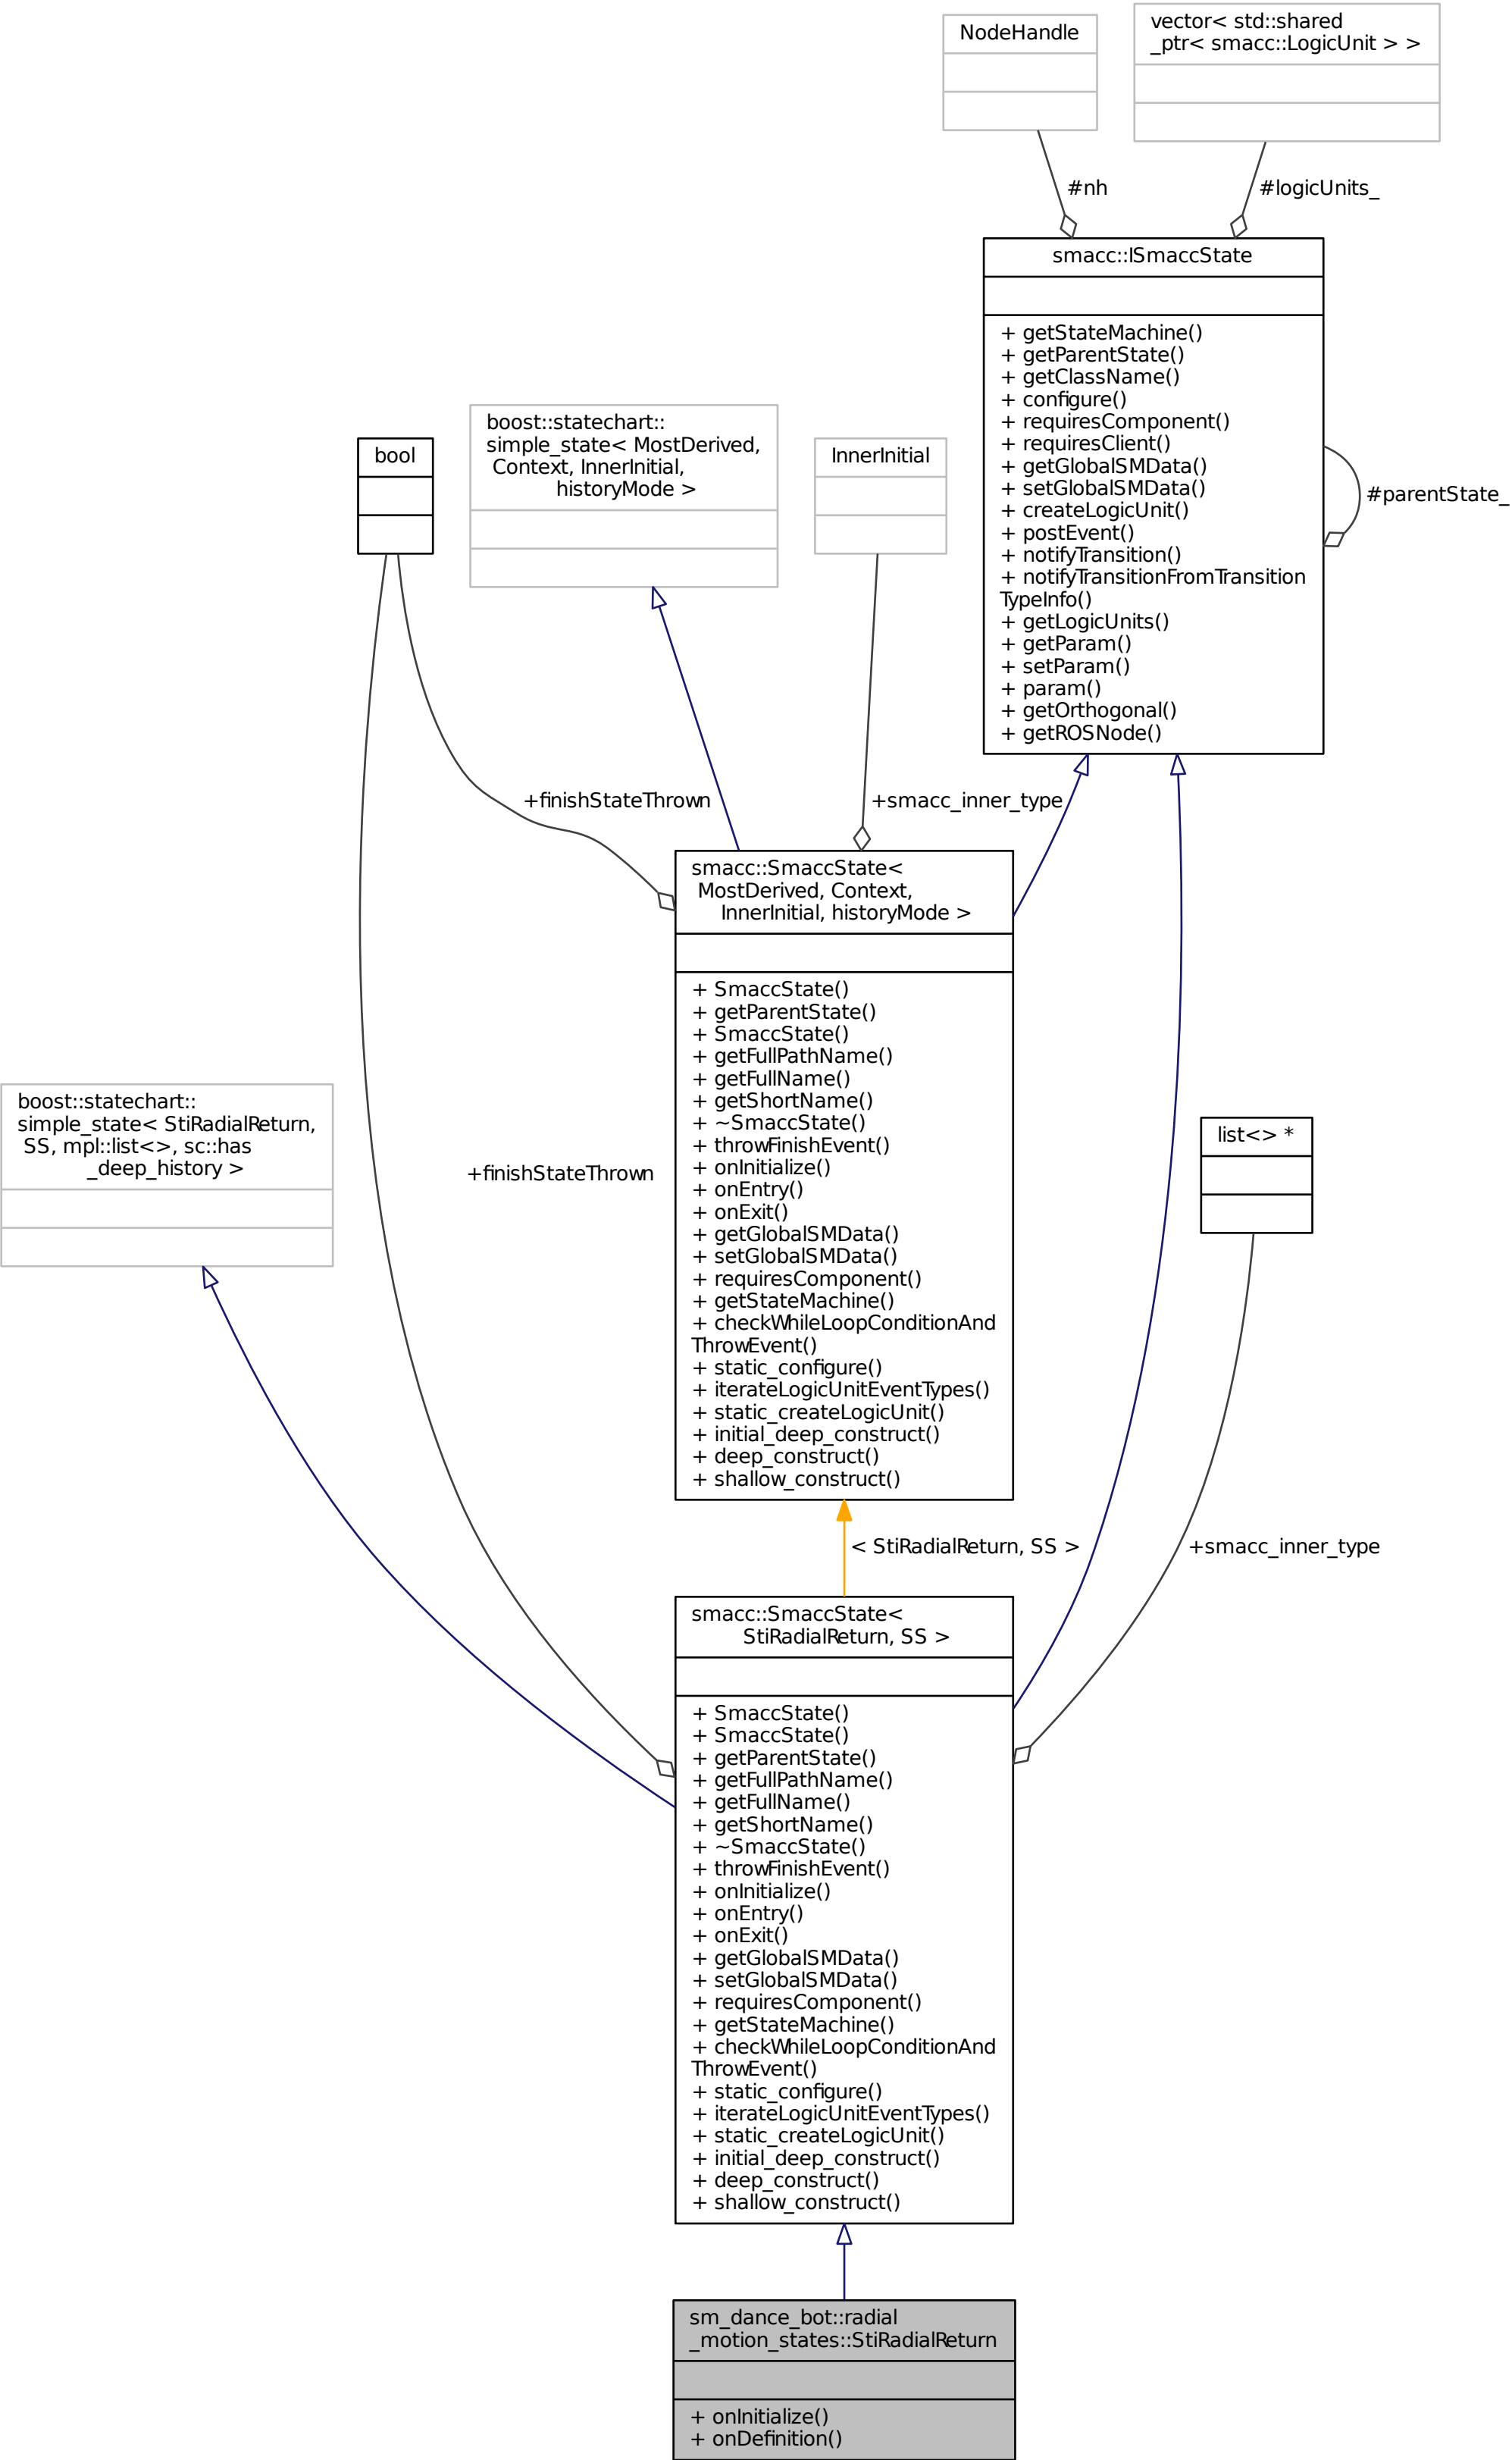 NodeHandle
vector< std::shared
_ptr< smacc::LogicUnit > >
#nh
#logicUnits_
smacc::ISmaccState
+ getStateMachine()
+ getParentState()
+ getClassName()
+ configure()
+ requiresComponent()
+ requiresClient()
+ getGlobalSMData()
+ setGlobalSMData()
+ createLogicUnit()
+ postEvent()
+ notifyTransition()
+ notifyTransitionFromTransition
TypeInfo()
+ getLogicUnits()
+ getParam()
+ setParam()
+ param()
+ getOrthogonal()
+ getROSNode()
#parentState_
boost::statechart::
simple_state< MostDerived,
Context, InnerInitial,
historyMode >
bool
InnerInitial
+finishStateThrown
+smacc_inner_type
smacc::SmaccState<
MostDerived, Context,
InnerInitial, historyMode >
+ SmaccState()
+ getParentState()
+ SmaccState()
+ getFullPathName()
+ getFullName()
+ getShortName()
+ ~SmaccState()
+ throwFinishEvent()
+ onInitialize()
+ onEntry()
+ onExit()
+ getGlobalSMData()
+ setGlobalSMData()
+ requiresComponent()
+ getStateMachine()
+ checkWhileLoopConditionAnd
ThrowEvent()
+ static_configure()
+ iterateLogicUnitEventTypes()
+ static_createLogicUnit()
+ initial_deep_construct()
+ deep_construct()
+ shallow_construct()
boost::statechart::
simple_state< StiRadialReturn,
SS, mpl::list<>, sc::has
_deep_history >
+finishStateThrown
list<> *
< StiRadialReturn, SS >
+smacc_inner_type
smacc::SmaccState<
StiRadialReturn, SS >
+ SmaccState()
+ SmaccState()
+ getParentState()
+ getFullPathName()
+ getFullName()
+ getShortName()
+ ~SmaccState()
+ throwFinishEvent()
+ onInitialize()
+ onEntry()
+ onExit()
+ getGlobalSMData()
+ setGlobalSMData()
+ requiresComponent()
+ getStateMachine()
+ checkWhileLoopConditionAnd
ThrowEvent()
+ static_configure()
+ iterateLogicUnitEventTypes()
+ static_createLogicUnit()
+ initial_deep_construct()
+ deep_construct()
+ shallow_construct()
sm_dance_bot::radial
_motion_states::StiRadialReturn
+ onInitialize()
+ onDefinition()